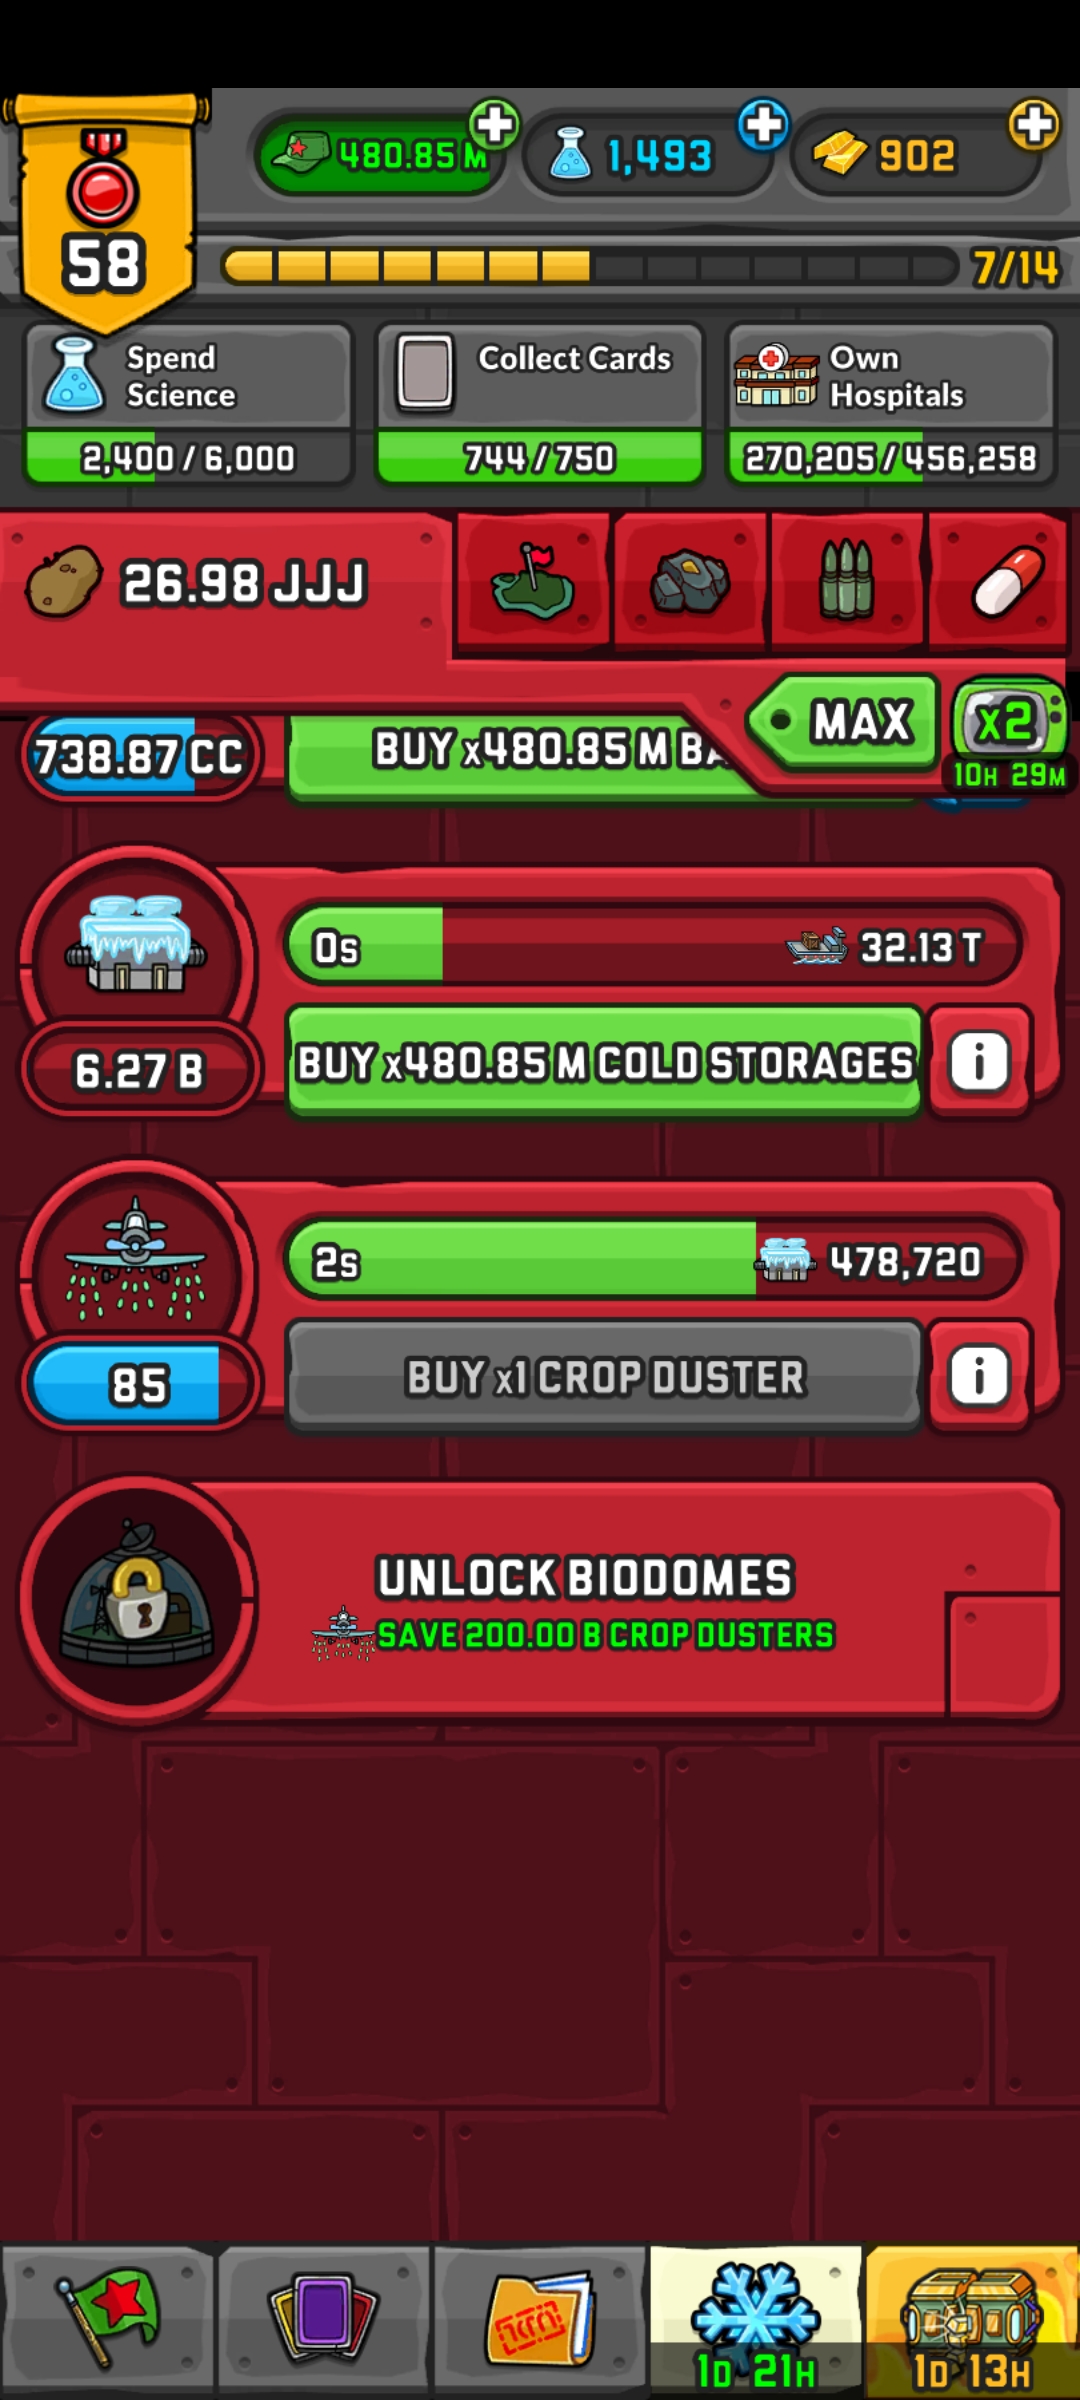 480.85 M
1,493
902
58
7/14
Spend
Science
2,400 / 6,000
Collect Cards
744 / 750
Own
Hospitals
270,205 / 456,258
26.98 JJJ
MAX
x2
10H 29M
738.87 CC
BUY x480.85 M
0s
32.13 T
6.27 B
BUY x480.85 M COLD STORAGES
i
2s
478,720
85
BUY x1 CROP DUSTER
i
UNLOCK BIODOMES
SAVE 200.00 B CROP DUSTERS
1D 21H
1D 13H